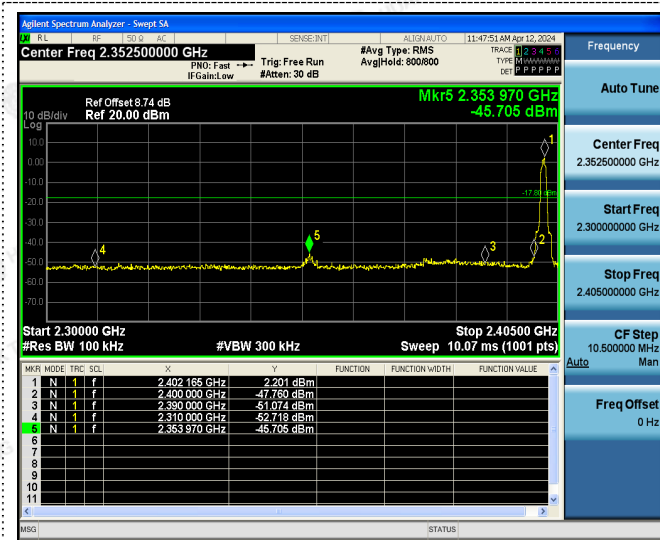 Agilent Spectrum Analyzer - Swept SA
LXI RL RF 50 Ω AC SENSE:INT ALIGN AUTO 11:47:51 AM Apr 12, 2024
Center Freq 2.352500000 GHz
PNO: Fast
IFGain:Low
Trig: Free Run
#Atten: 30 dB
#Avg Type: RMS
Avg|Hold: 800/800
TRACE 1 2 3 4 5 6
TYPE MWWWWW
DET P P P P P P
Ref Offset 8.74 dB
10 dB/div Ref 20.00 dBm
Log
Mkr5 2.353 970 GHz
-45.705 dBm
10.0
0.00
-10.0
-20.0
-30.0
-40.0
-50.0
-60.0
-70.0
1
-17.80 dBm
2
3
4
5
Start 2.30000 GHz Stop 2.40500 GHz
#Res BW 100 kHz #VBW 300 kHz Sweep 10.07 ms (1001 pts)
MKR MODE TRC SCL X Y FUNCTION FUNCTION WIDTH FUNCTION VALUE
1 N 1 f 2.402 165 GHz 2.201 dBm
2 N 1 f 2.400 000 GHz -47.760 dBm
3 N 1 f 2.390 000 GHz -51.074 dBm
4 N 1 f 2.310 000 GHz -52.718 dBm
5 N 1 f 2.353 970 GHz -45.705 dBm
6
7
8
9
10
11
MSG STATUS
Frequency
Auto Tune
Center Freq
2.352500000 GHz
Start Freq
2.300000000 GHz
Stop Freq
2.405000000 GHz
CF Step
10.500000 MHz
Auto Man
Freq Offset
0 Hz